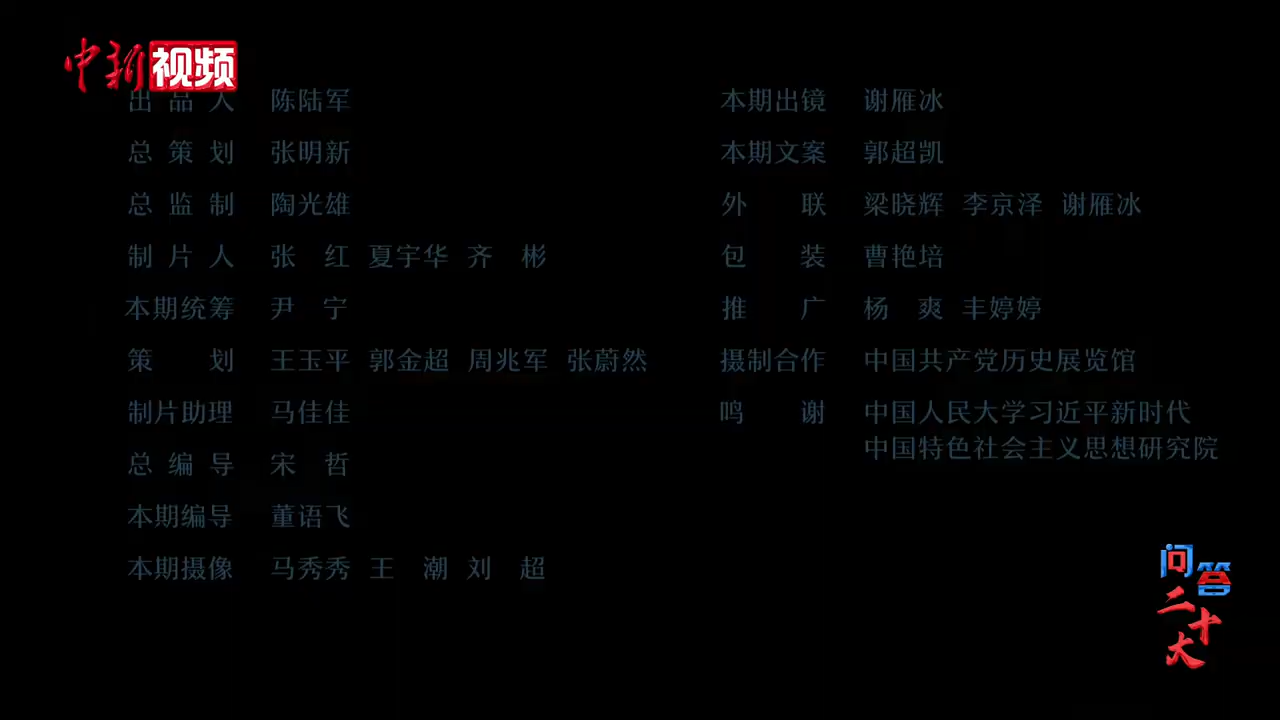 中新视频
出品人 陈陆军
总策划 张明新
总监制 陶光雄
制片人 张红 夏宇华 齐彬
本期统筹 尹宁
策划 王玉平 郭金超 周兆军 张蔚然
制片助理 马佳佳
总编导 宋哲
本期编导 董语飞
本期摄像 马秀秀 王潮 刘超
本期出镜 谢雁冰
本期文案 郭超凯
外联 梁晓辉 李京泽 谢雁冰
包装 曹艳培
推广 杨爽 丰婷婷
摄制合作 中国共产党历史展览馆
鸣谢 中国人民大学习近平新时代
中国特色社会主义思想研究院
问答
二十大